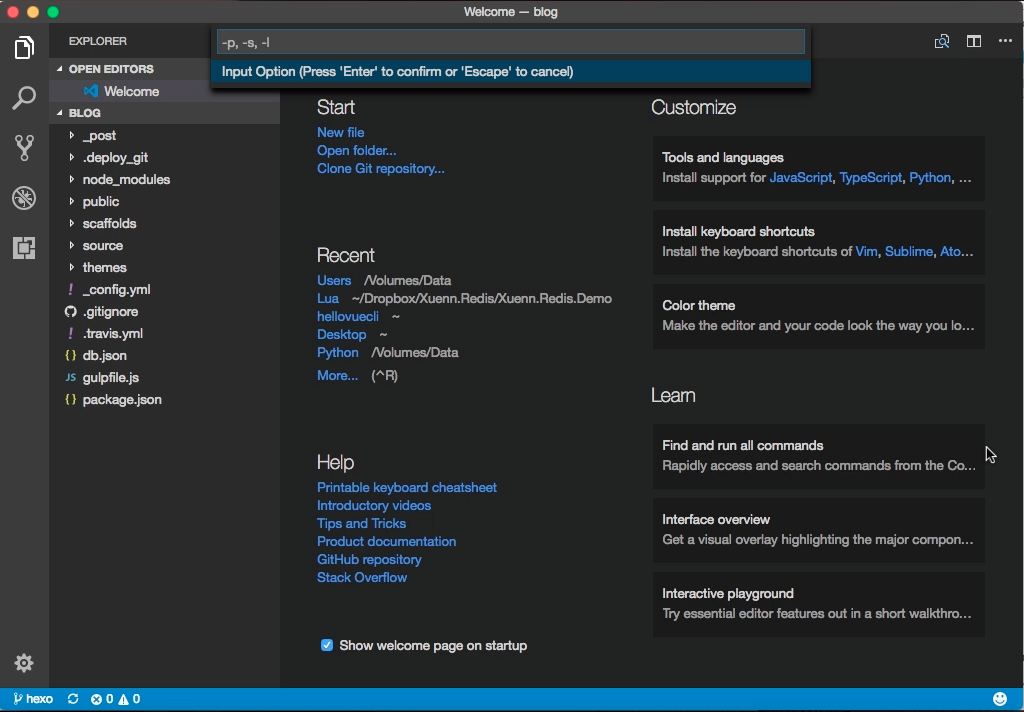 Welcome — blog
EXPLORER
-p, -s, -l
Input Option (Press 'Enter' to confirm or 'Escape' to cancel)
OPEN EDITORS
Welcome
BLOG
_post
.deploy_git
node_modules
public
scaffolds
source
themes
! _config.yml
.gitignore
! .travis.yml
{} db.json
JS gulpfile.js
{} package.json
Start
New file
Open folder...
Clone Git repository...
Recent
Users /Volumes/Data
Lua ~/Dropbox/Xuenn.Redis/Xuenn.Redis.Demo
hellovuecli ~
Desktop ~
Python /Volumes/Data
More... (^R)
Help
Printable keyboard cheatsheet
Introductory videos
Tips and Tricks
Product documentation
GitHub repository
Stack Overflow
Show welcome page on startup
Customize
Tools and languages
Install support for JavaScript, TypeScript, Python, ...
Install keyboard shortcuts
Install the keyboard shortcuts of Vim, Sublime, Ato...
Color theme
Make the editor and your code look the way you lo...
Learn
Find and run all commands
Rapidly access and search commands from the Co...
Interface overview
Get a visual overlay highlighting the major compon...
Interactive playground
Try essential editor features out in a short walkthro...
hexo 0 0